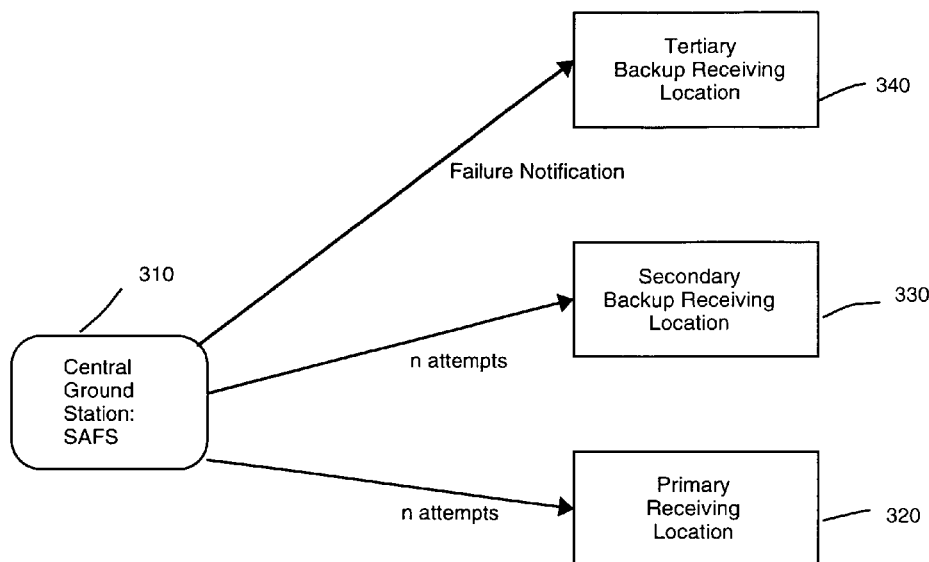 Tertiary
Backup Receiving
Location
340
Failure Notification
310
Secondary
Backup Receiving
Location
330
Central
Ground
Station:
SAFS
n attempts
Primary
Receiving
Location
320
n attempts